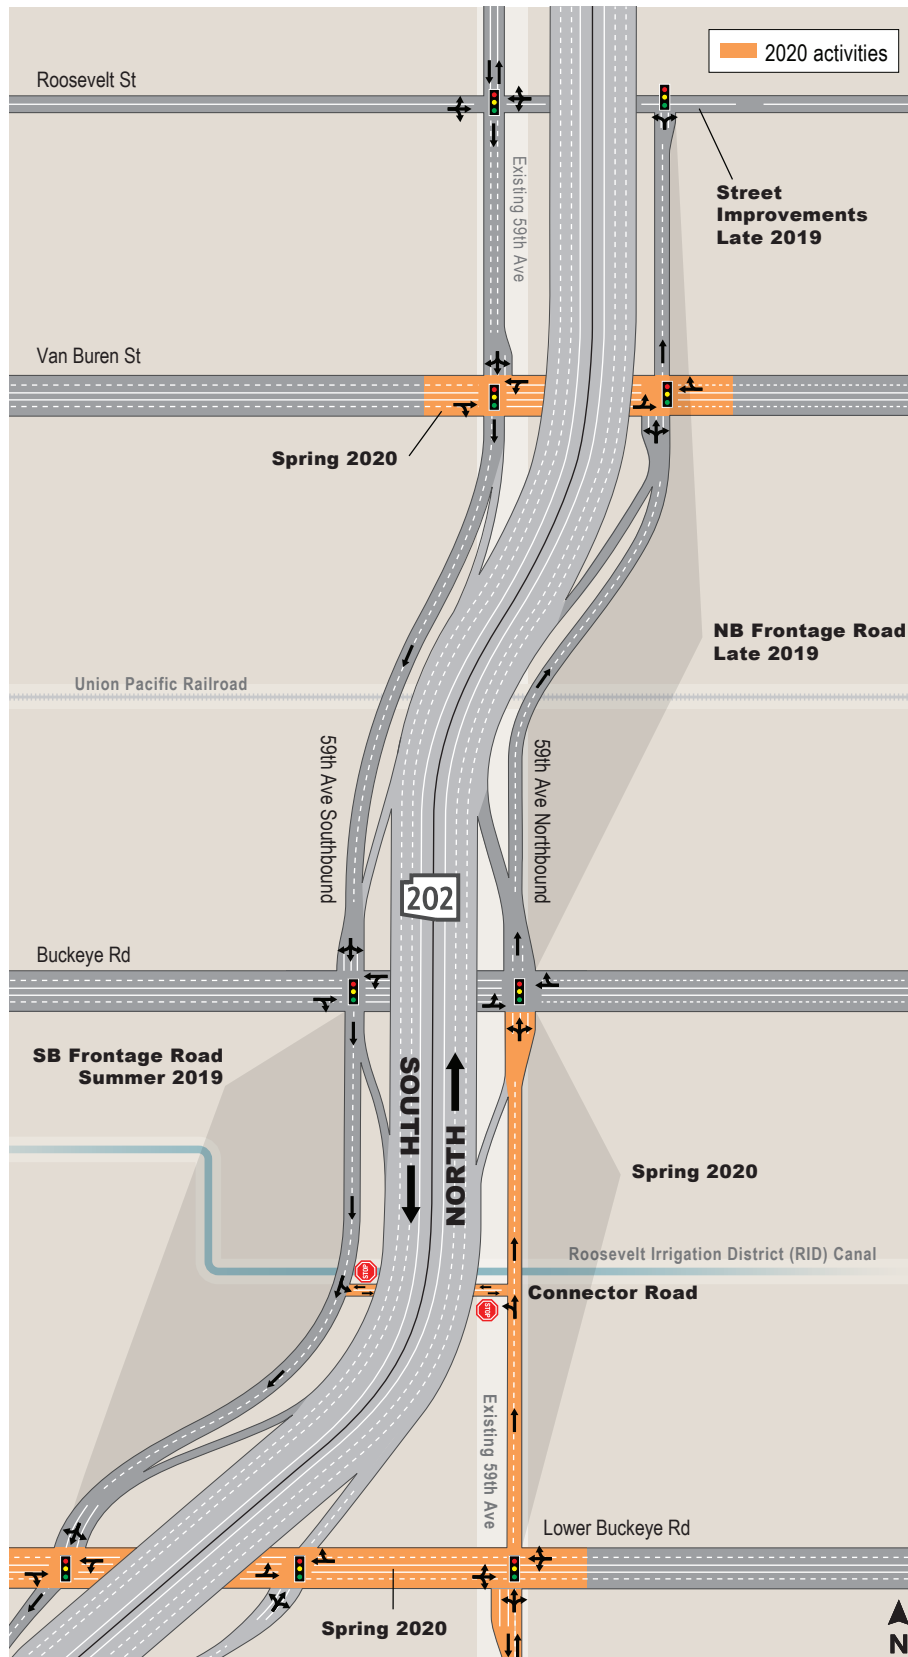 2020 activities
Roosevelt St
Existing 59th Ave
Street
Improvements
Late 2019
Van Buren St
Spring 2020
NB Frontage Road
Late 2019
Union Pacific Railroad
59th Ave Southbound
59th Ave Northbound
202
Buckeye Rd
SB Frontage Road
Summer 2019
SOUTH
NORTH
Spring 2020
Roosevelt Irrigation District (RID) Canal
STOP
Connector Road
STOP
Existing 59th Ave
Lower Buckeye Rd
Spring 2020
N